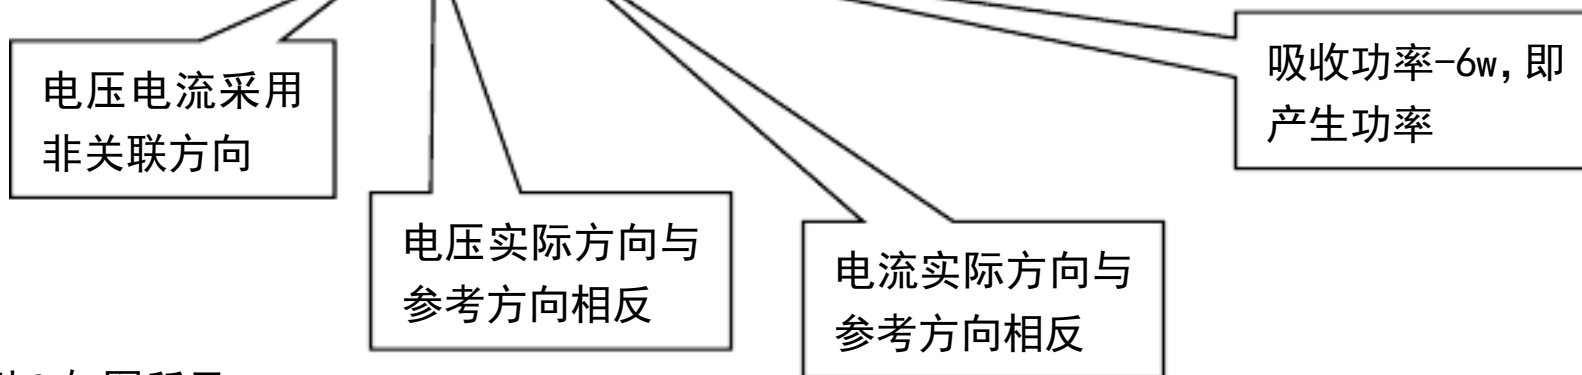 电压电流采用
非关联方向
电压实际方向与
参考方向相反
电流实际方向与
参考方向相反
吸收功率-6w,即
产生功率